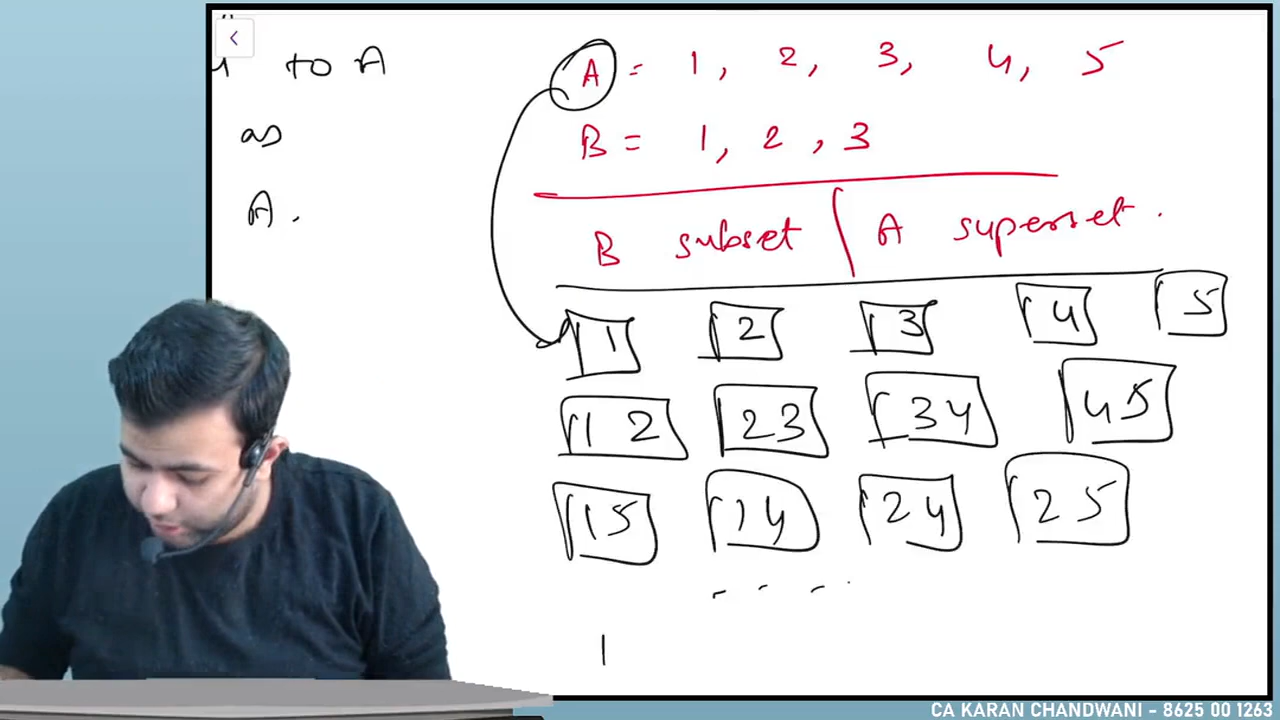 to A
as
A.
A = 1, 2, 3, 4, 5
B = 1, 2, 3
B subset / A superset.
1 2 3 4 5
12 23 34 45
15 14 24 25
....
1
CA KARAN CHANDWANI - 8625 00 1263